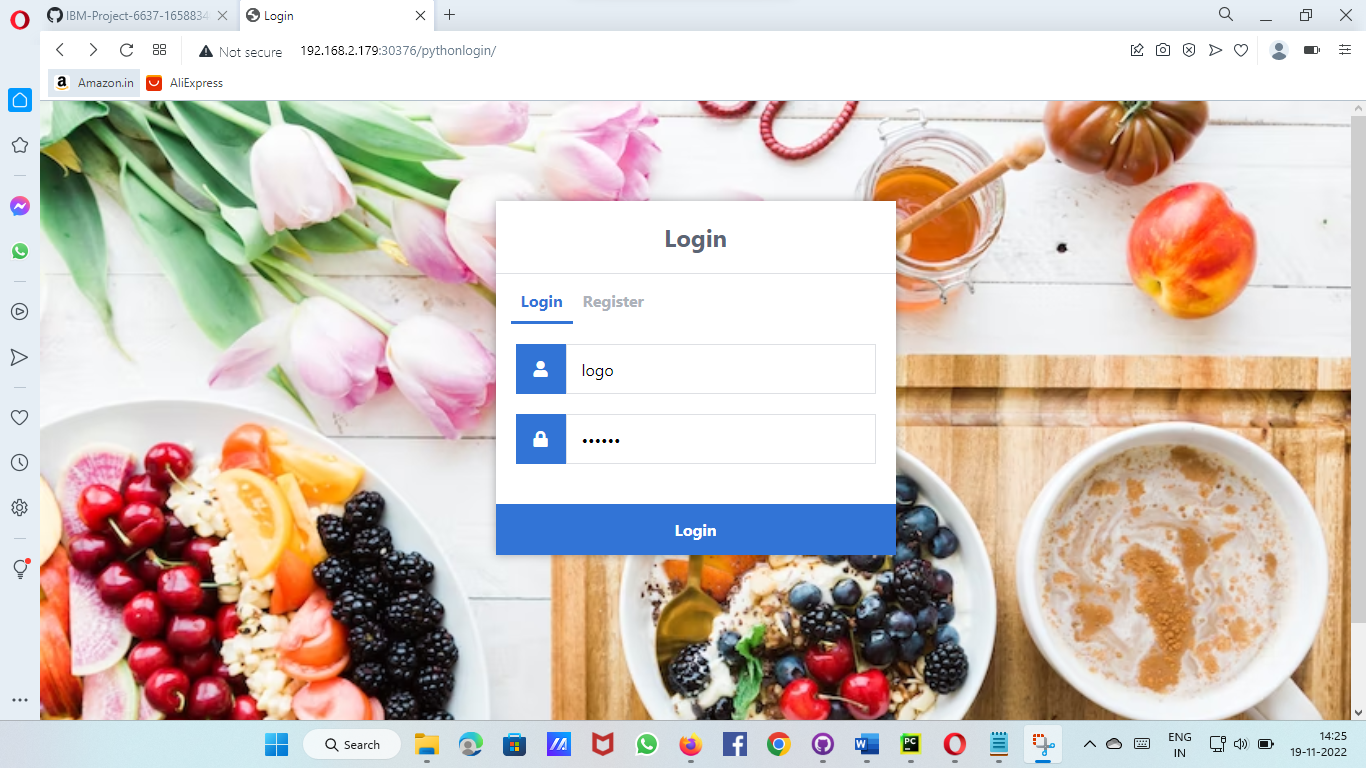 IBM-Project-6637-1658834
Login
Not secure
192.168.2.179:30376/pythonlogin/
a Amazon.in
AliExpress
Login
Login
Register
logo
••••••
Login
Search
PC
ENG
IN
14:25
19-11-2022